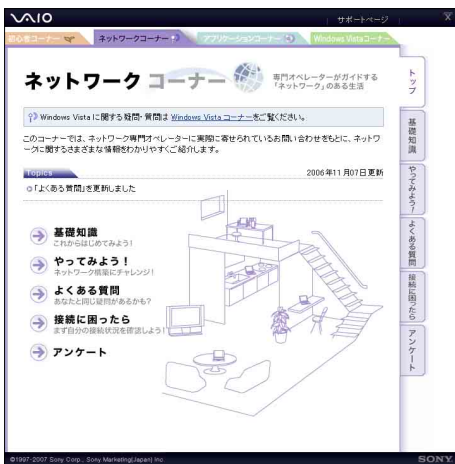 VAIO
サポートページ
X
初心者コーナー
ネットワークコーナー
アプリケーションコーナー
Windows Vistaコーナー
ネットワーク コーナー
専門オペレーターがガイドする
「ネットワーク」のある生活
Windows Vista に関する疑問・質問は Windows Vista コーナーをご覧ください。
このコーナーでは、ネットワーク専門オペレーターに実際に寄せられているお問い合わせをもとに、ネットワ
ークに関するさまざまな情報をわかりやすくご紹介します。
Topics
2006年11月07日更新
「よくある質問」を更新しました
基礎知識
これからはじめてみよう!
やってみよう!
ネットワーク構築にチャレンジ!
よくある質問
あなたと同じ疑問があるかも?
接続に困ったら
まず自分の接続状況を確認しよう!
アンケート
トップ
基礎知識
やってみよう!
よくある質問
接続に困ったら
アンケート
©1997-2007 Sony Corp., Sony Marketing(Japan) Inc.
SONY